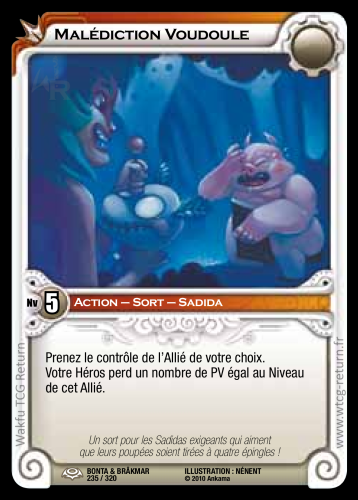 MALÉDICTION VOUDOULE
NV 5 ACTION – SORT – SADIDA
Prenez le contrôle de l'Allié de votre choix.
Votre Héros perd un nombre de PV égal au Niveau
de cet Allié.
Un sort pour les Sadidas exigeants qui aiment
que leurs poupées soient tirées à quatre épingles !
BONTA & BRÂKMAR
235 / 320
ILLUSTRATION : NÉNENT
© 2010 Ankama
Wakfu TCG Return
www.wtcg-return.fr